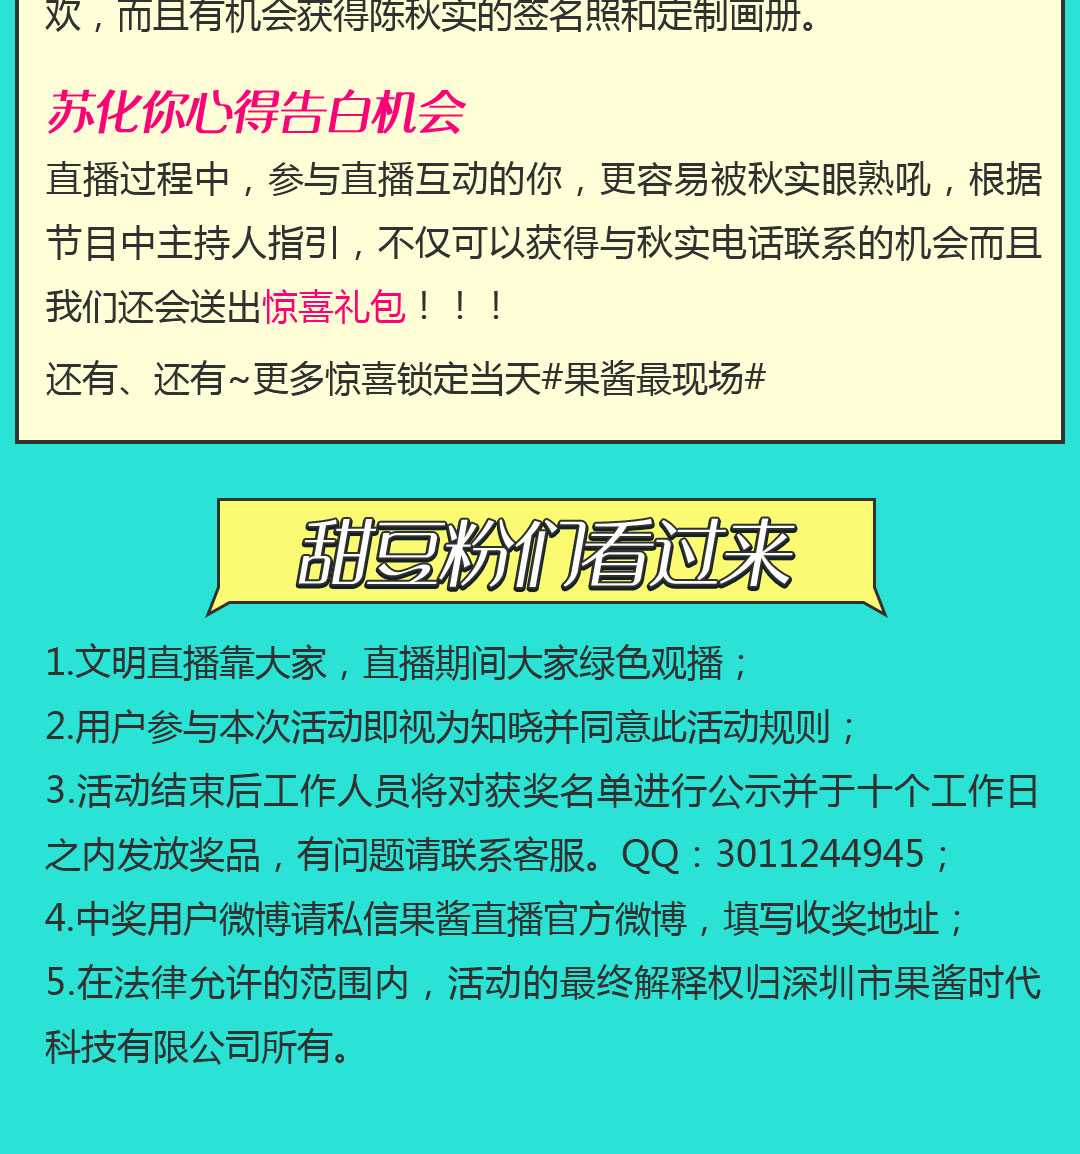 欢，而且有机会获得陈秋实的签名照和定制画册。
苏化你心得告白机会
直播过程中，参与直播互动的你，更容易被秋实眼熟吼，根据
节目中主持人指引，不仅可以获得与秋实电话联系的机会而且
我们还会送出惊喜礼包！！！
还有、还有~更多惊喜锁定当天#果酱最现场#
甜豆粉们看过来
1.文明直播靠大家，直播期间大家绿色观播；
2.用户参与本次活动即视为知晓并同意此活动规则；
3.活动结束后工作人员将对获奖名单进行公示并于十个工作日
之内发放奖品，有问题请联系客服。QQ：3011244945；
4.中奖用户微博请私信果酱直播官方微博，填写收奖地址；
5.在法律允许的范围内，活动的最终解释权归深圳市果酱时代
科技有限公司所有。